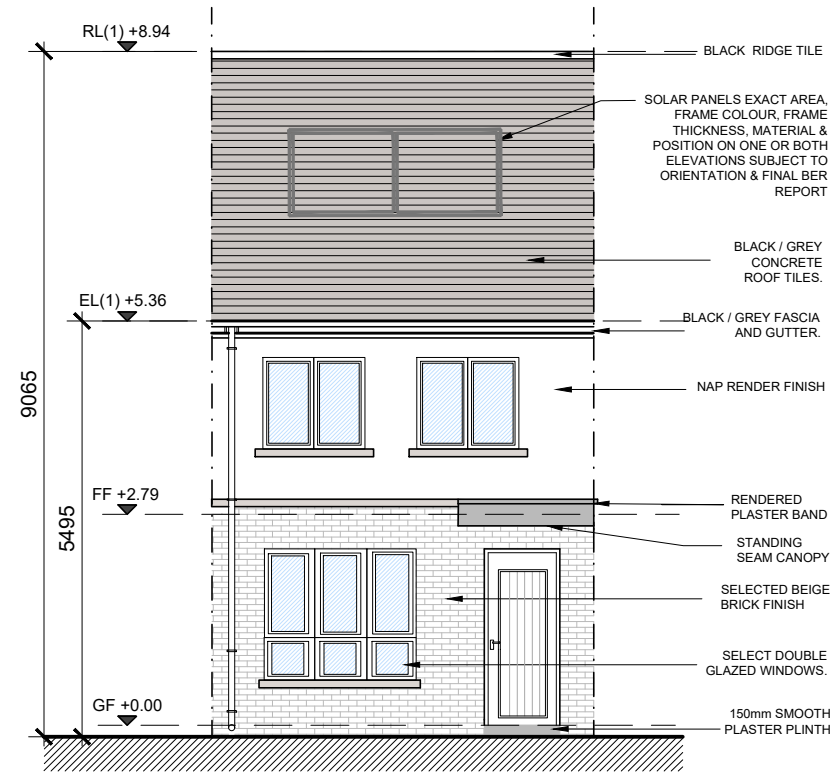 RL(1) +8.94
BLACK RIDGE TILE
SOLAR PANELS EXACT AREA,
FRAME COLOUR, FRAME
THICKNESS, MATERIAL &
POSITION ON ONE OR BOTH
ELEVATIONS SUBJECT TO
ORIENTATION & FINAL BER
REPORT
BLACK / GREY
CONCRETE
ROOF TILES.
EL(1) +5.36
BLACK / GREY FASCIA
AND GUTTER.
9065
NAP RENDER FINISH
FF +2.79
RENDERED
PLASTER BAND
5495
STANDING
SEAM CANOPY
SELECTED BEIGE
BRICK FINISH
SELECT DOUBLE
GLAZED WINDOWS.
GF +0.00
150mm SMOOTH
PLASTER PLINTH